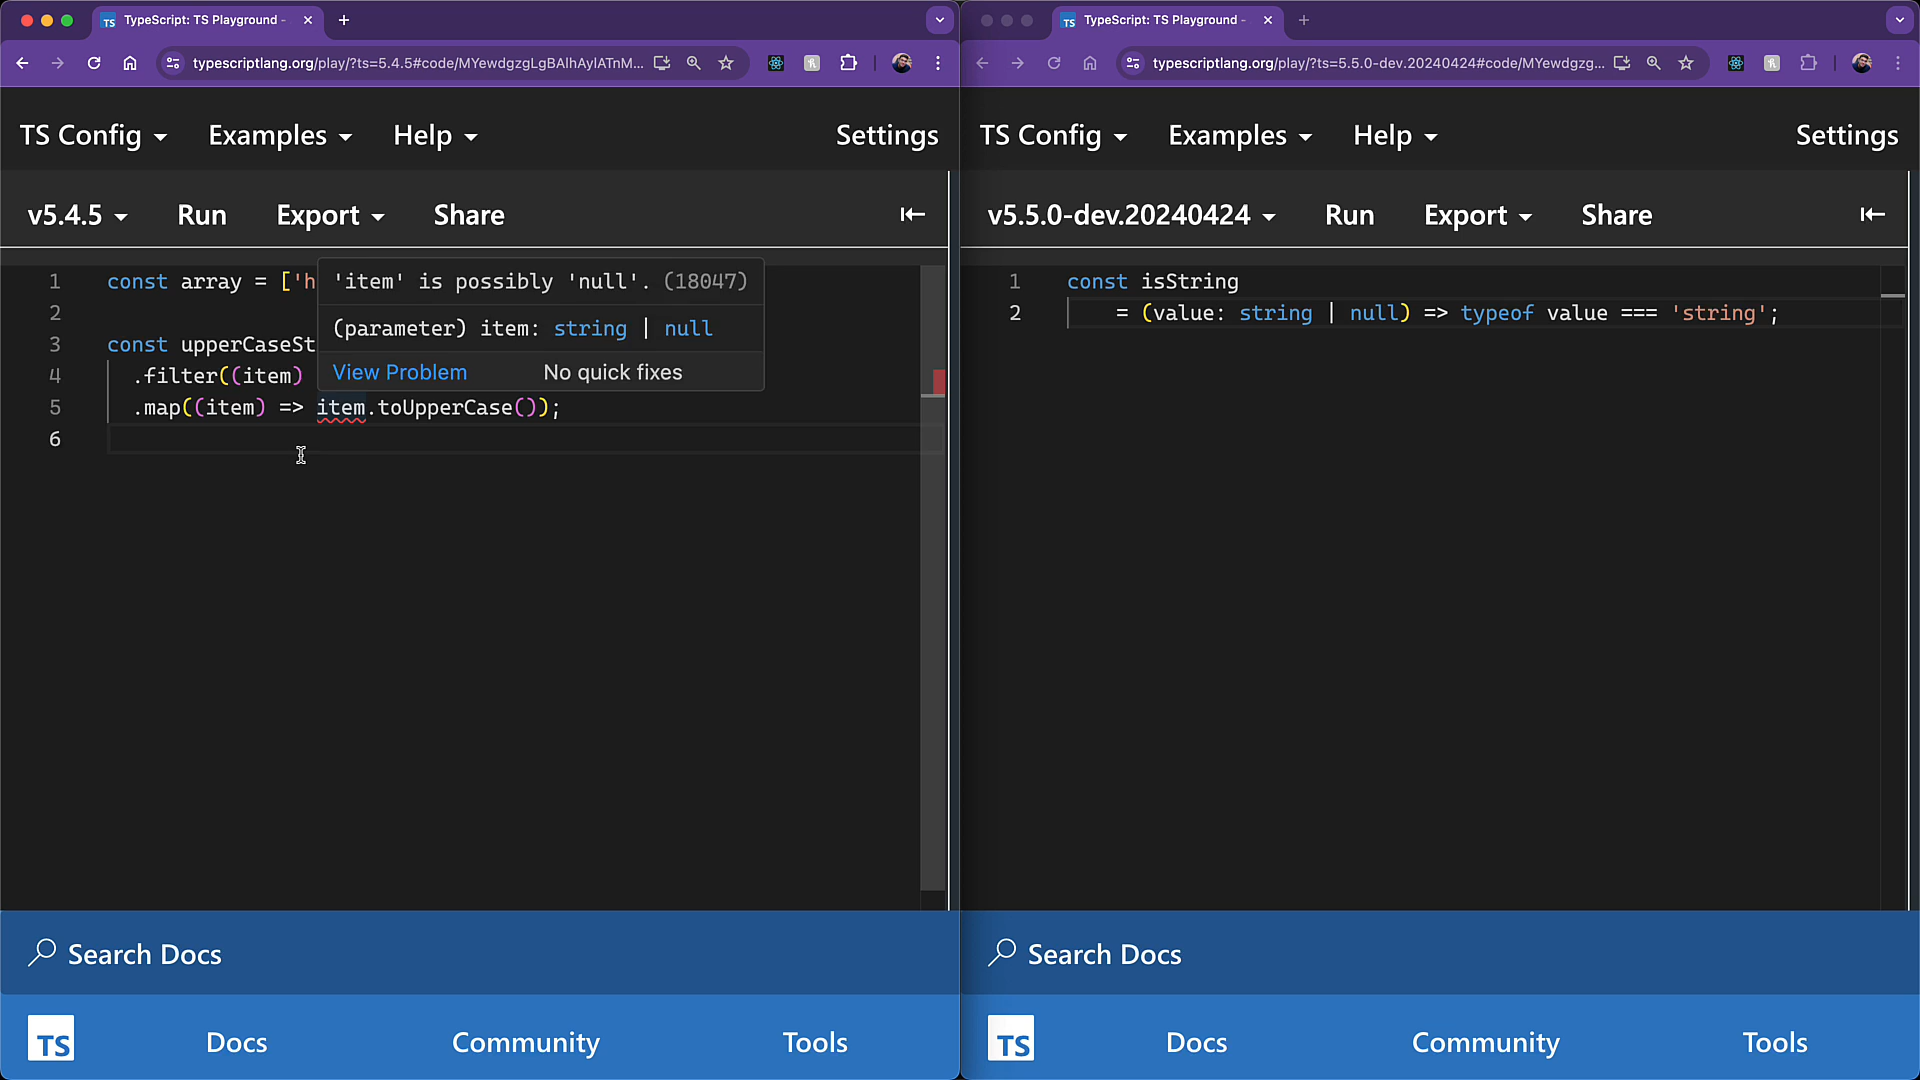 TypeScript: TS Playground -
typescriptlang.org/play/?ts=5.4.5#code/MYewdgzgLgBAlhAylATnM...
TS Config Examples Help Settings
v5.4.5 Run Export Share
1 const array = ['h
2
3 const upperCaseSt
4 .filter((item)
5 .map((item) => item.toUpperCase());
6
'item' is possibly 'null'. (18047)
(parameter) item: string | null
View Problem No quick fixes
Search Docs
TS Docs Community Tools
TypeScript: TS Playground -
typescriptlang.org/play/?ts=5.5.0-dev.20240424#code/MYewdgzg...
TS Config Examples Help Settings
v5.5.0-dev.20240424 Run Export Share
1 const isString
2 = (value: string | null) => typeof value === 'string';
Search Docs
TS Docs Community Tools